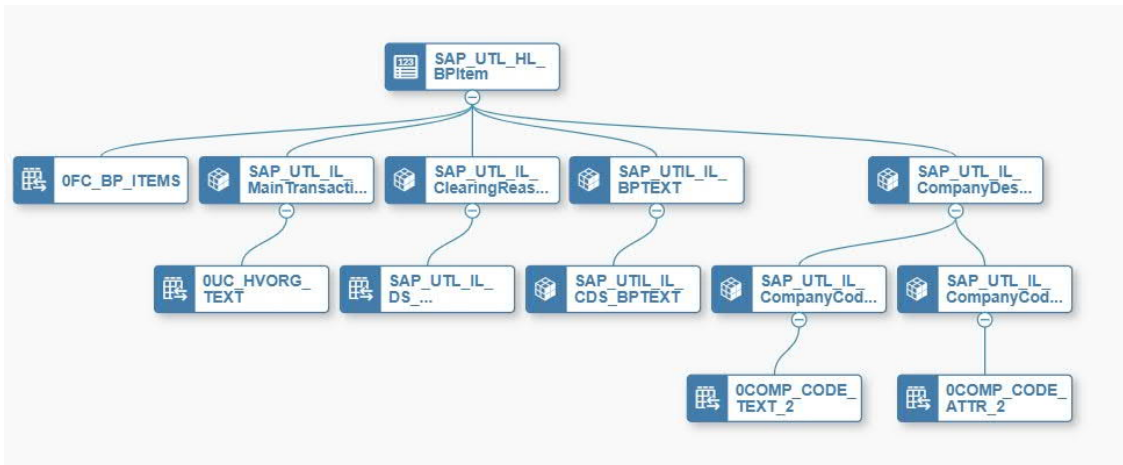 123
SAP_UTL_HL_
BPItem
0FC_BP_ITEMS
SAP_UTL_IL_
MainTransacti...
SAP_UTL_IL_
ClearingReas...
SAP_UTIL_IL_
BPTEXT
SAP_UTL_IL_
CompanyDes...
0UC_HVORG_
TEXT
SAP_UTL_IL_
DS_...
SAP_UTIL_IL_
CDS_BPTEXT
SAP_UTL_IL_
CompanyCod...
SAP_UTL_IL_
CompanyCod...
0COMP_CODE_
TEXT_2
0COMP_CODE_
ATTR_2